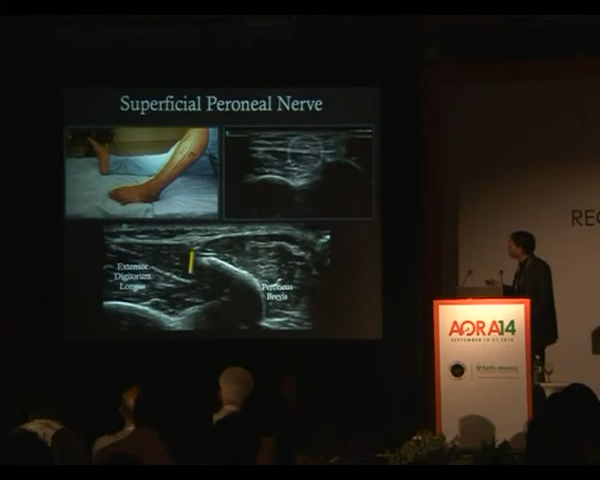 Superficial Peroneal Nerve
Extensor
Digitorum
Longus
Peroneus
Brevis
REG
AORA14